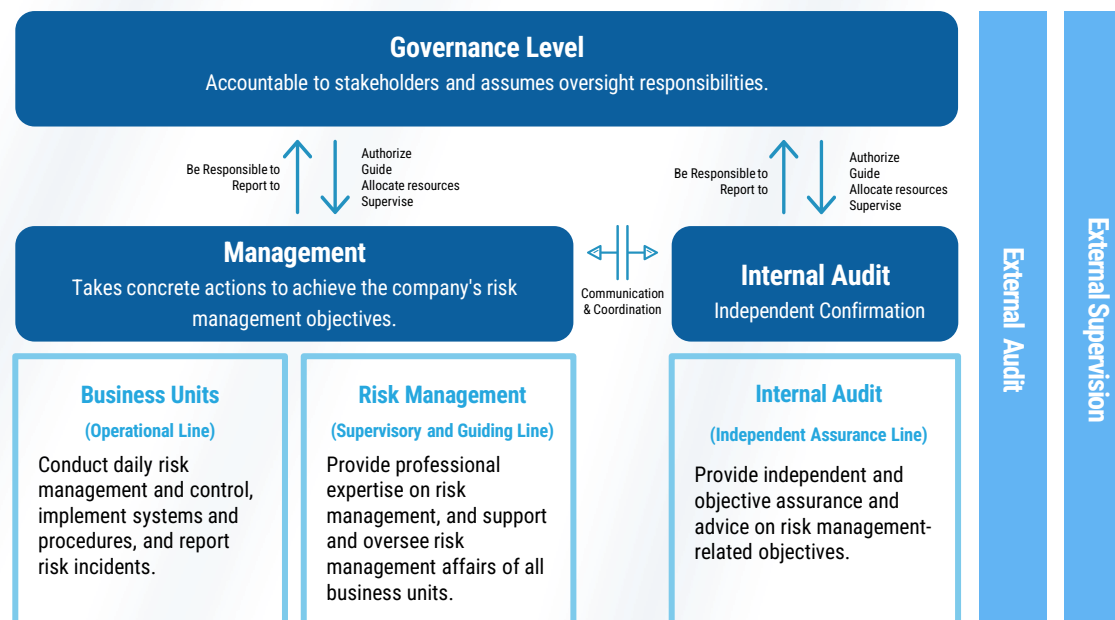 Governance Level
Accountable to stakeholders and assumes oversight responsibilities.
Be Responsible to
Report to
Authorize
Guide
Allocate resources
Supervise
Be Responsible to
Report to
Authorize
Guide
Allocate resources
Supervise
Management
Takes concrete actions to achieve the company's risk
management objectives.
Communication
& Coordination
Internal Audit
Independent Confirmation
Business Units
(Operational Line)
Conduct daily risk
management and control,
implement systems and
procedures, and report
risk incidents.
Risk Management
(Supervisory and Guiding Line)
Provide professional
expertise on risk
management, and support
and oversee risk
management affairs of all
business units.
Internal Audit
(Independent Assurance Line)
Provide independent and
objective assurance and
advice on risk management-
related objectives.
External Audit
External Supervision